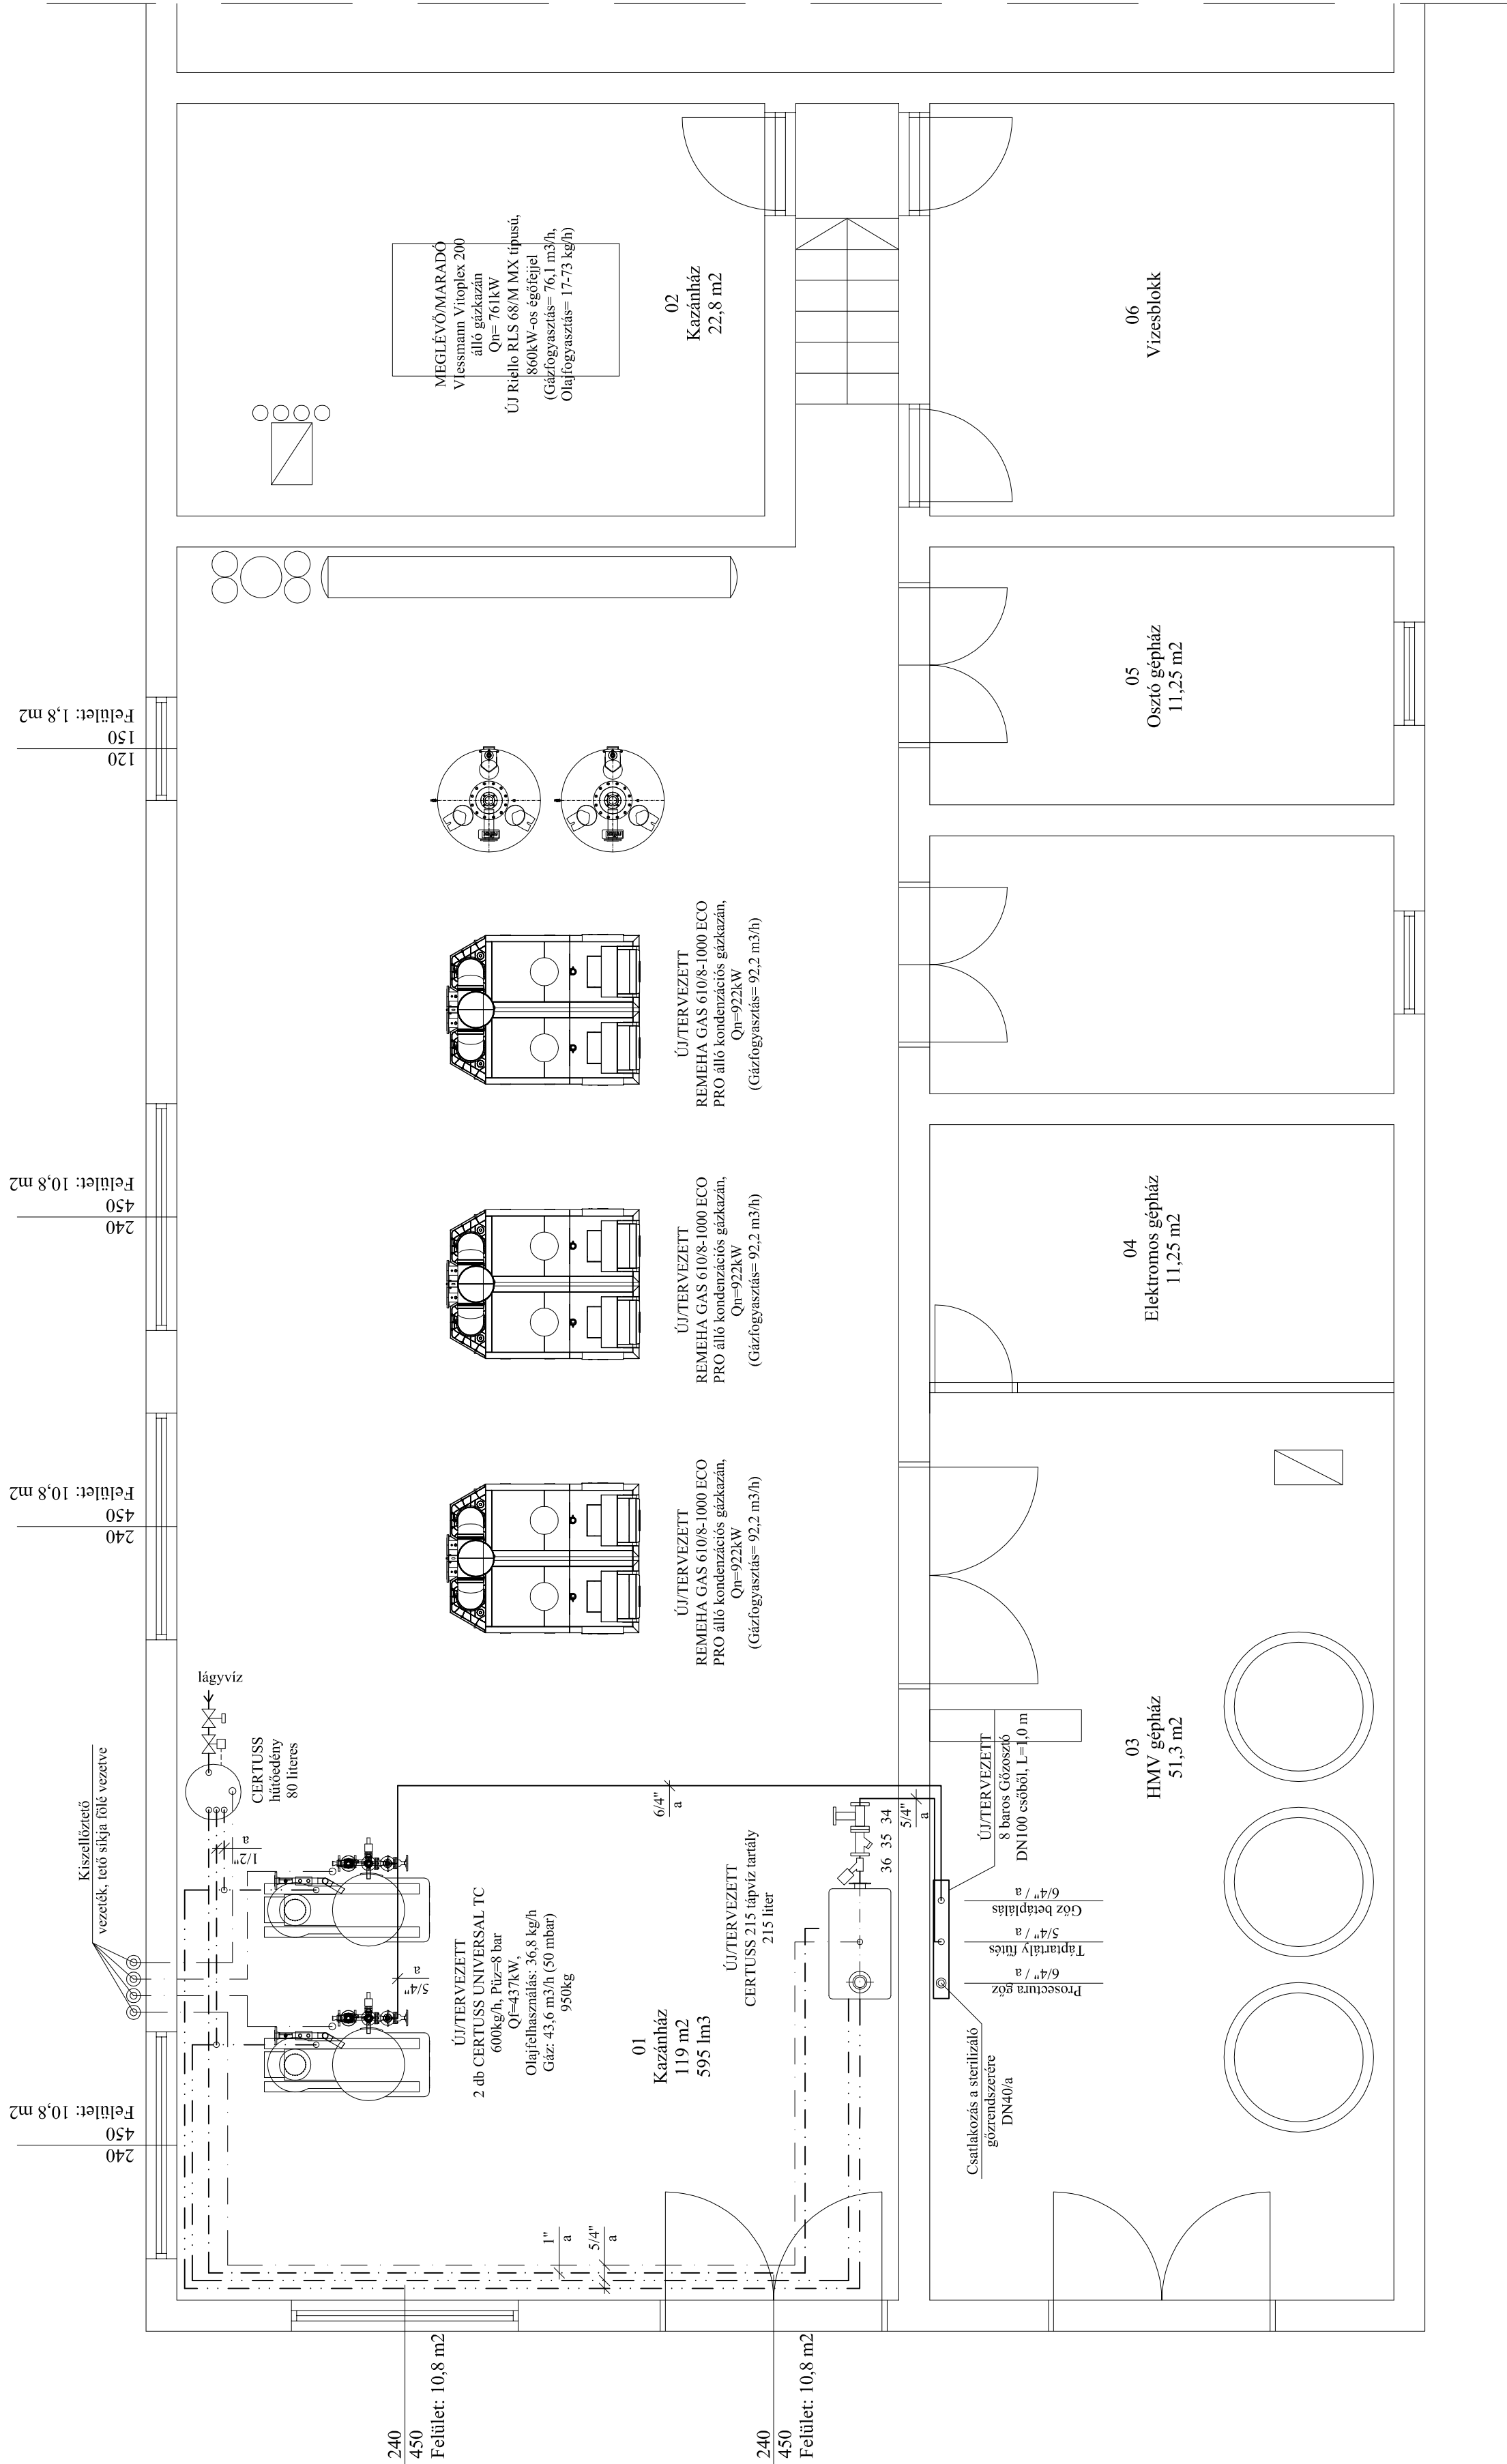 MEGLÉVŐ/MARADÓ
VIessmann Vitoplex 200
álló gázkazán
Qn= 761kW
ÚJ Riello RLS 68/M MX típusú,
860kW-os égőfejjel
(Gázfogyasztás= 76,1 m3/h,
Olajfogyasztás= 17-73 kg/h)
02
Kazánház
22,8 m2
06
Vizesblokk
120
150
Felület: 1,8 m2
05
Osztó gépház
11,25 m2
ÚJ/TERVEZETT
REMEHA GAS 610/8-1000 ECO
PRO álló kondenzációs gázkazán,
Qn=922kW
(Gázfogyasztás= 92,2 m3/h)
240
450
Felület: 10,8 m2
ÚJ/TERVEZETT
REMEHA GAS 610/8-1000 ECO
PRO álló kondenzációs gázkazán,
Qn=922kW
(Gázfogyasztás= 92,2 m3/h)
04
Elektromos gépház
11,25 m2
240
450
Felület: 10,8 m2
ÚJ/TERVEZETT
REMEHA GAS 610/8-1000 ECO
PRO álló kondenzációs gázkazán,
Qn=922kW
(Gázfogyasztás= 92,2 m3/h)
lágyvíz
CERTUSS
hűtőedény
80 literes
Kiszellőztető
vezeték, tető síkja fölé vezetve
1/2"
a
5/4"
a
6/4"
a
5/4"
a
36 35 34
ÚJ/TERVEZETT
2 db CERTUSS UNIVERSAL TC
600kg/h, Püz=8 bar
Qf=437kW,
Olajfelhasználás: 36,8 kg/h
Gáz: 43,6 m3/h (50 mbar)
950kg
ÚJ/TERVEZETT
CERTUSS 215 tápvíz tartály
215 liter
ÚJ/TERVEZETT
8 baros Gőzosztó
DN100 csőből, L=1,0 m
03
HMV gépház
51,3 m2
Gőz betáplálás
6/4" / a
Táptartály fűtés
5/4" / a
Prosectura gőz
6/4" / a
Csatlakozás a sterilizáló
gőzrendszerére
DN40/a
01
Kazánház
119 m2
595 lm3
240
450
Felület: 10,8 m2
1"
a
5/4"
a
240
450
Felület: 10,8 m2
240
450
Felület: 10,8 m2